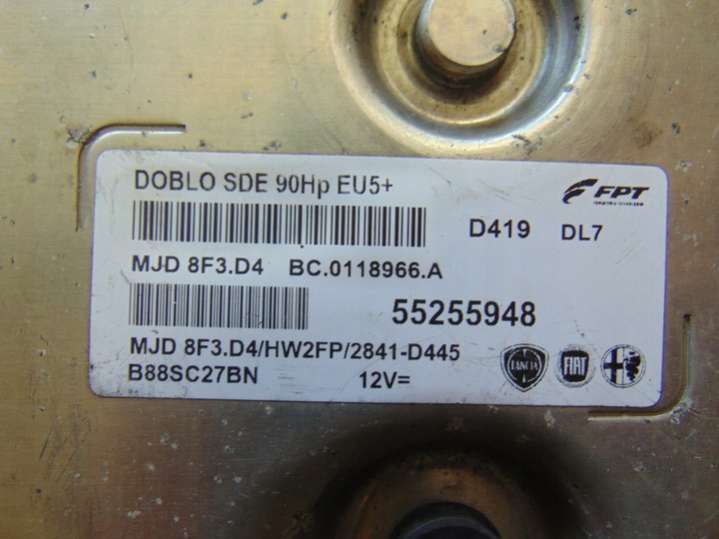 DOBLO SDE 90Hp EU5+
FPT
D419 DL7
MJD 8F3.D4 BC.0118966.A
55255948
MJD 8F3.D4/HW2FP/2841-D445
LANCIA FIAT
B88SC27BN 12V=